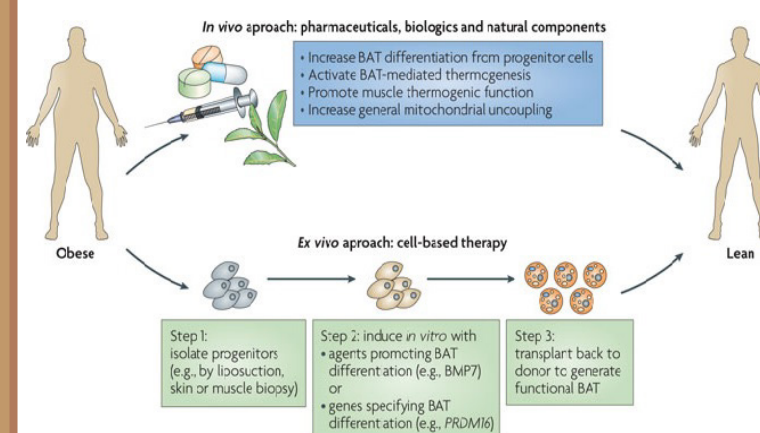 In vivo aproach: pharmaceuticals, biologics and natural components
• Increase BAT differentiation from progenitor cells
• Activate BAT-mediated thermogenesis
• Promote muscle thermogenic function
• Increase general mitochondrial uncoupling
Obese
Lean
Ex vivo aproach: cell-based therapy
Step 1:
isolate progenitors
(e.g., by liposuction,
skin or muscle biopsy)
Step 2: induce in vitro with
• agents promoting BAT
differentiation (e.g., BMP7)
or
• genes specifying BAT
differentiation (e.g., PRDM16)
Step 3:
transplant back to
donor to generate
functional BAT